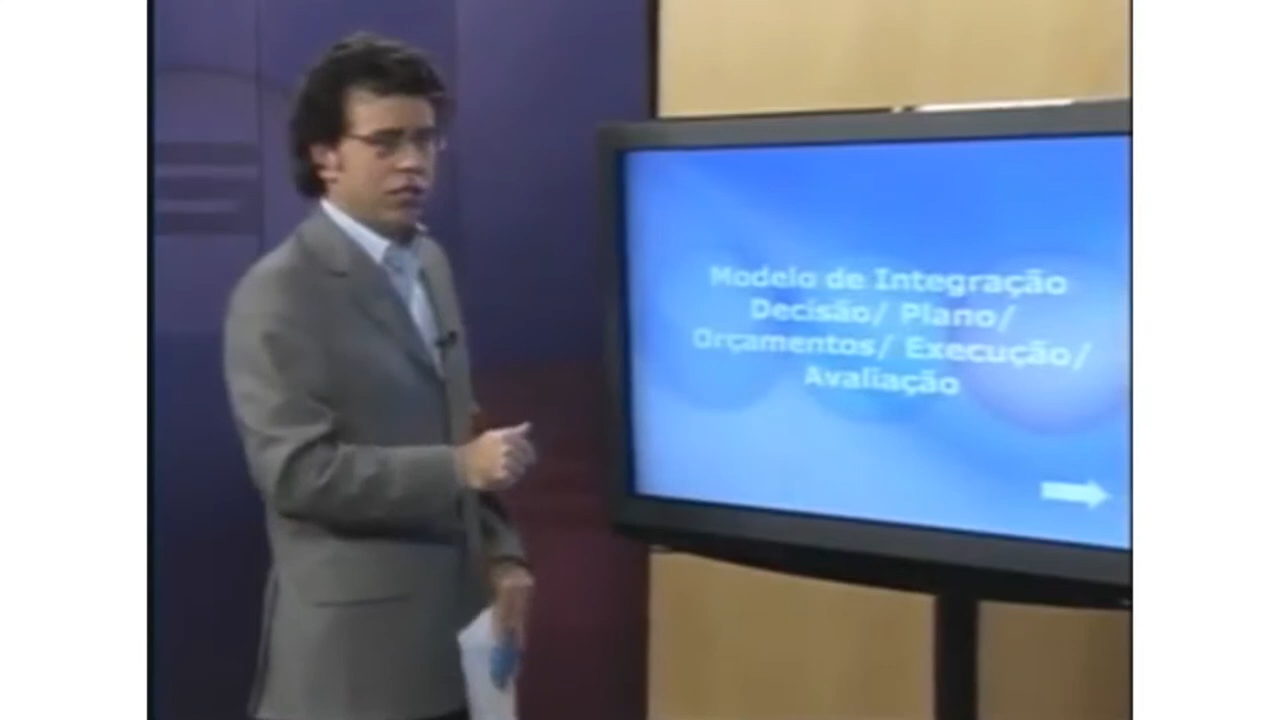 Modelo de Integração
Decisão/ Plano/
Orçamentos/ Execução/
Avaliação